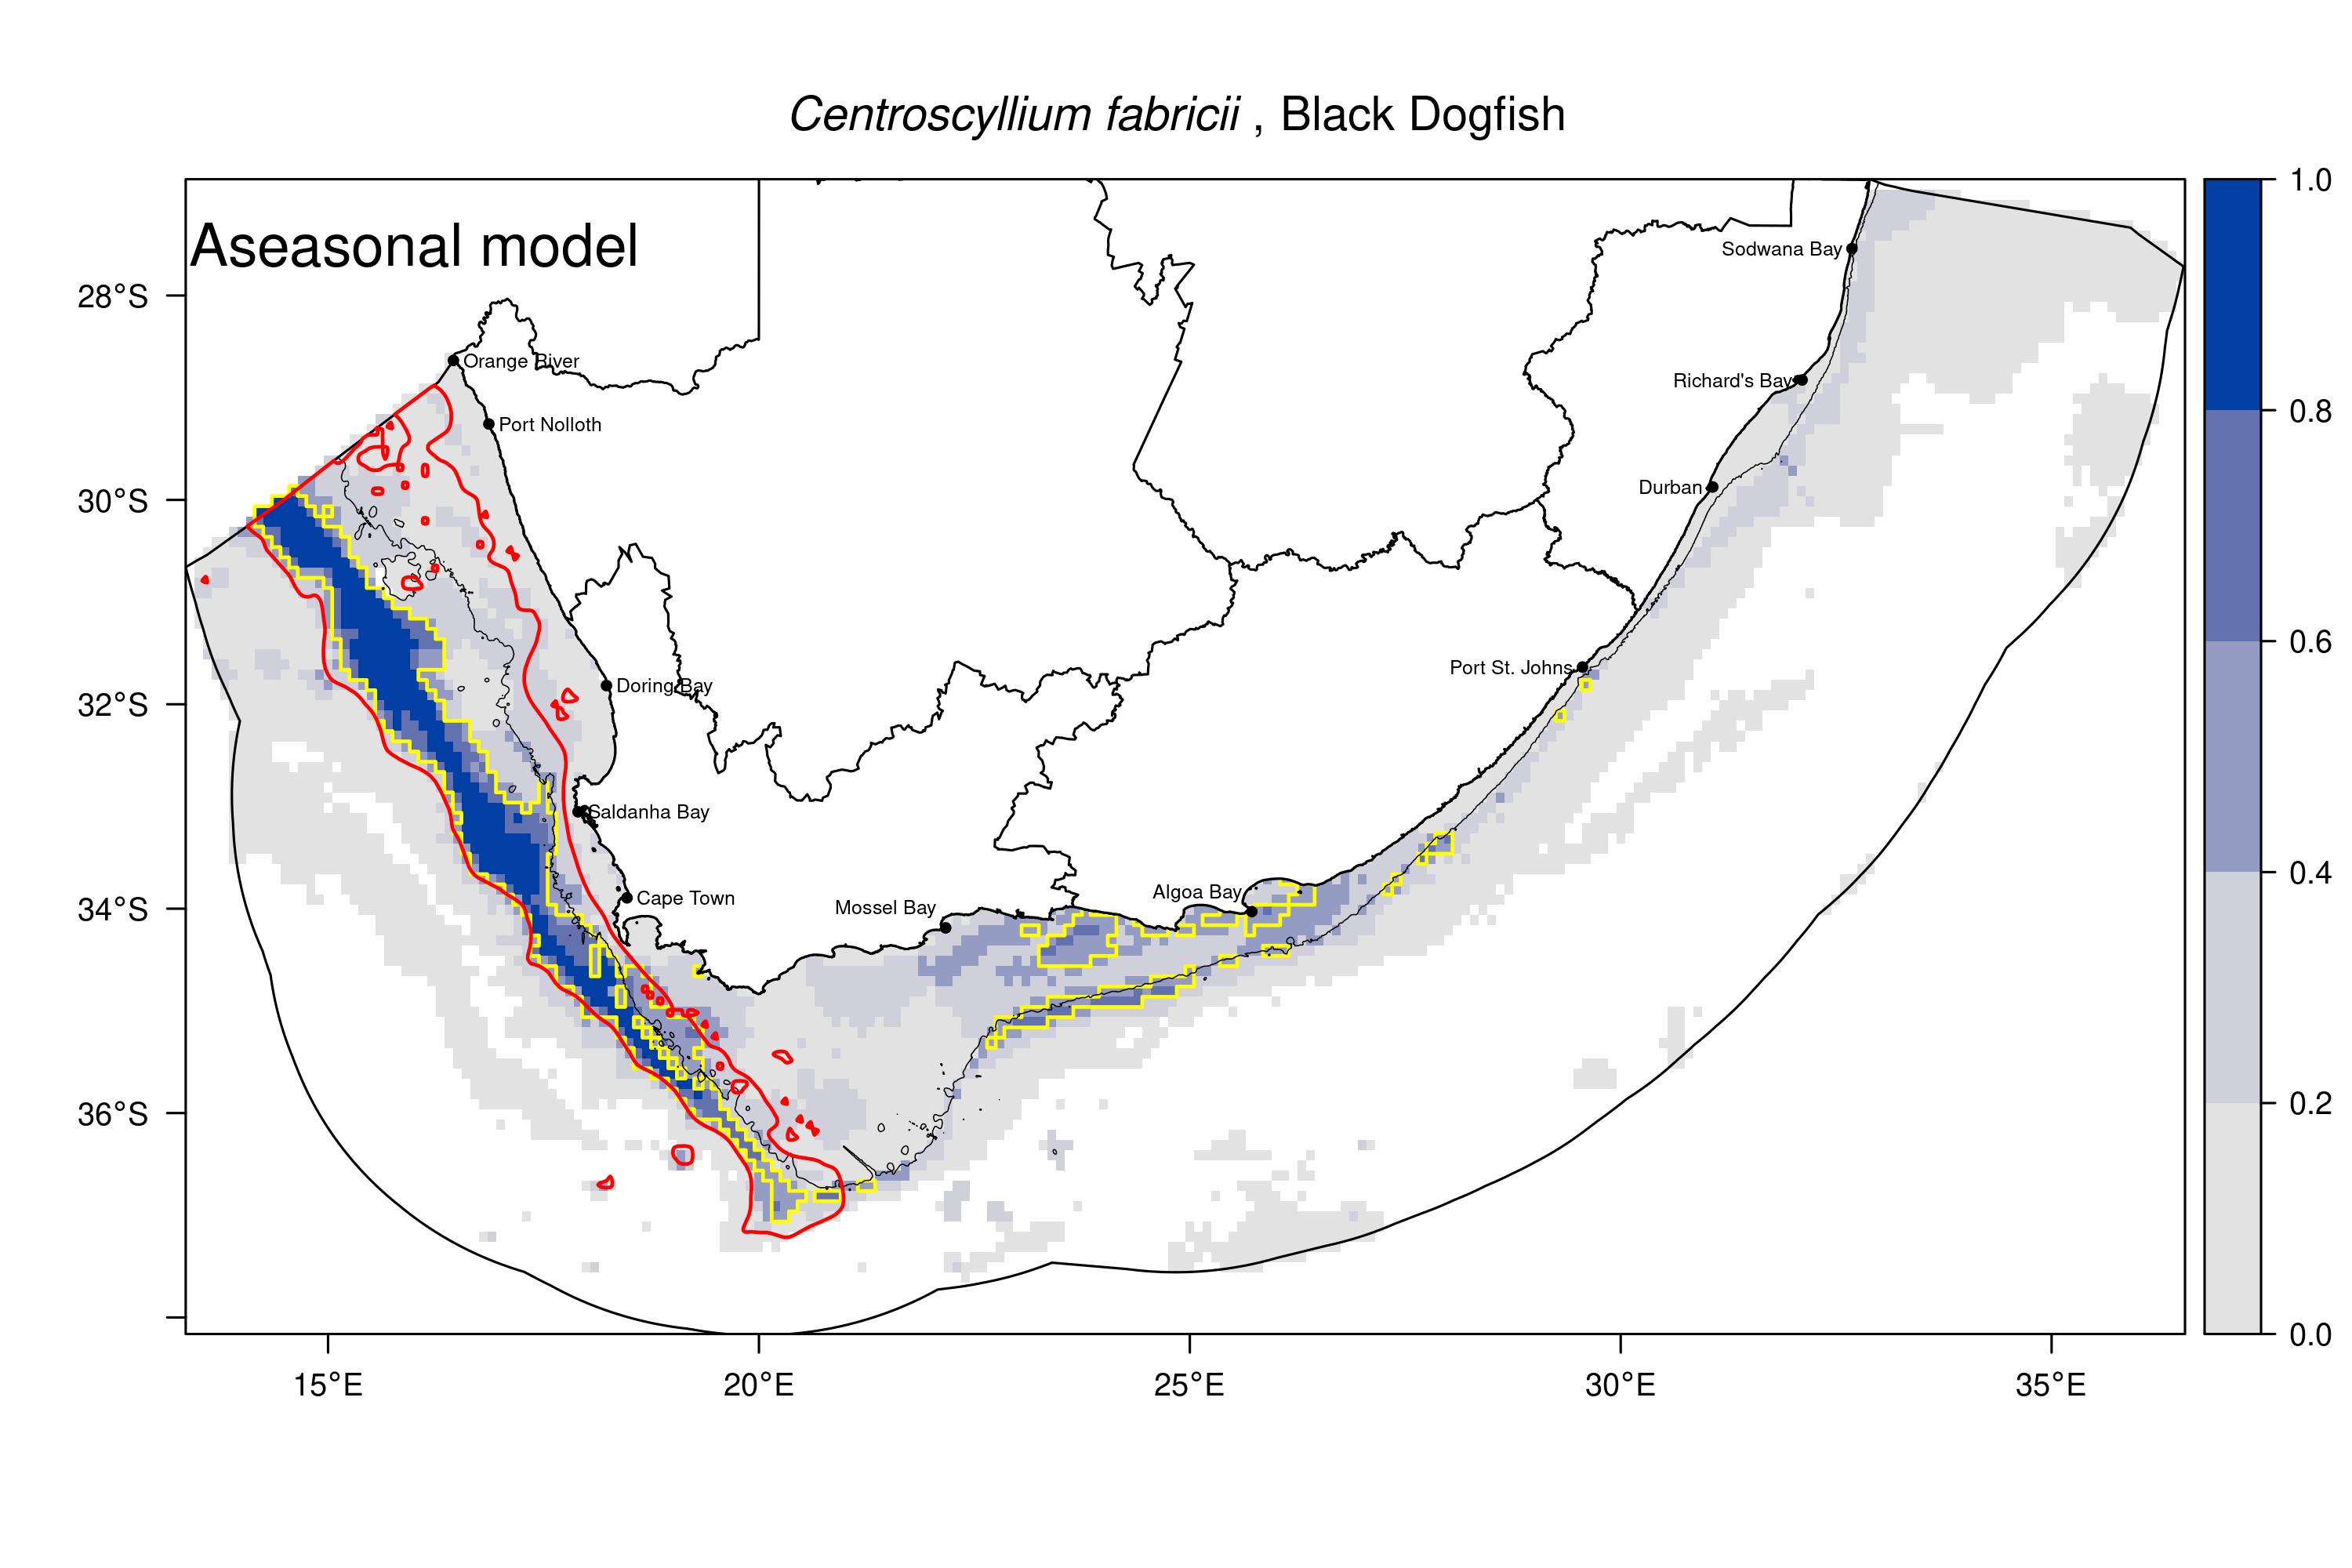 Centroscyllium fabricii , Black Dogfish
Aseasonal model
Sodwana Bay
Richard's Bay
Durban
Port St. Johns
Algoa Bay
Mossel Bay
Cape Town
Saldanha Bay
Doring Bay
Port Nolloth
Orange River
28°S
30°S
32°S
34°S
36°S
15°E
20°E
25°E
30°E
35°E
1.0
0.8
0.6
0.4
0.2
0.0